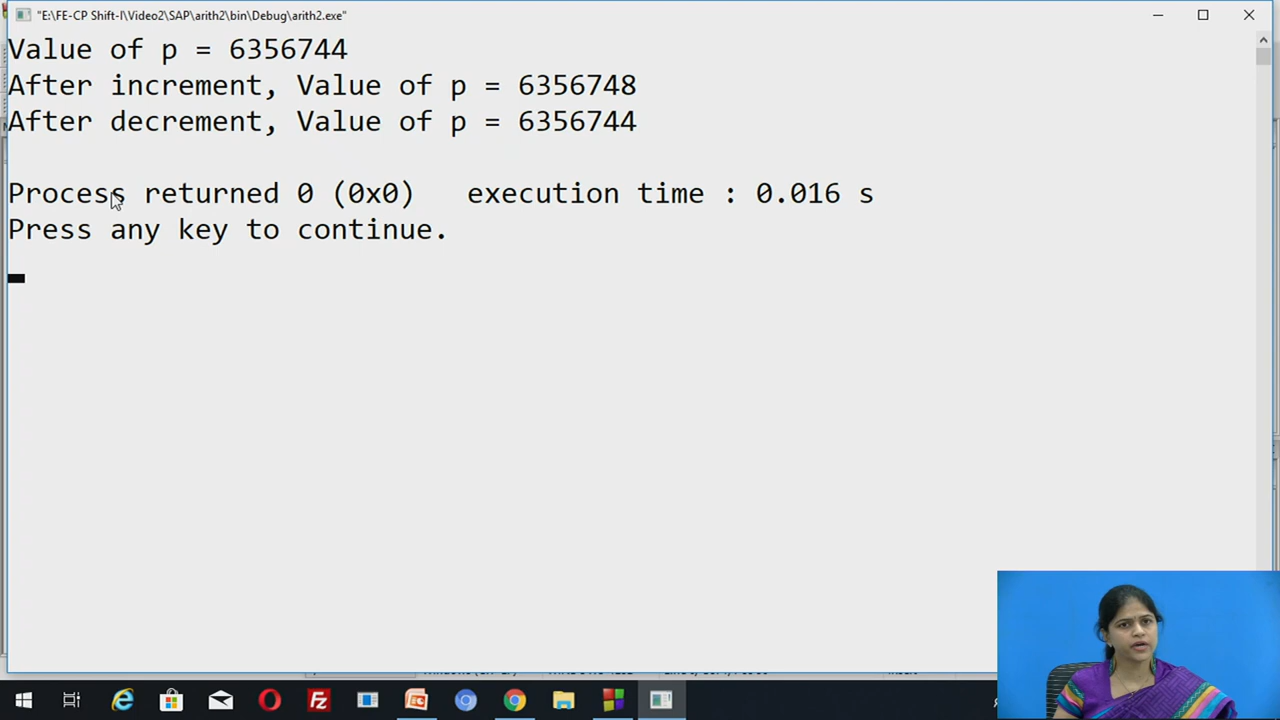 "E:\FE-CP Shift-I\Video2\SAP\arith2\bin\Debug\arith2.exe"
Value of p = 6356744
After increment, Value of p = 6356748
After decrement, Value of p = 6356744
Process returned 0 (0x0)   execution time : 0.016 s
Press any key to continue.